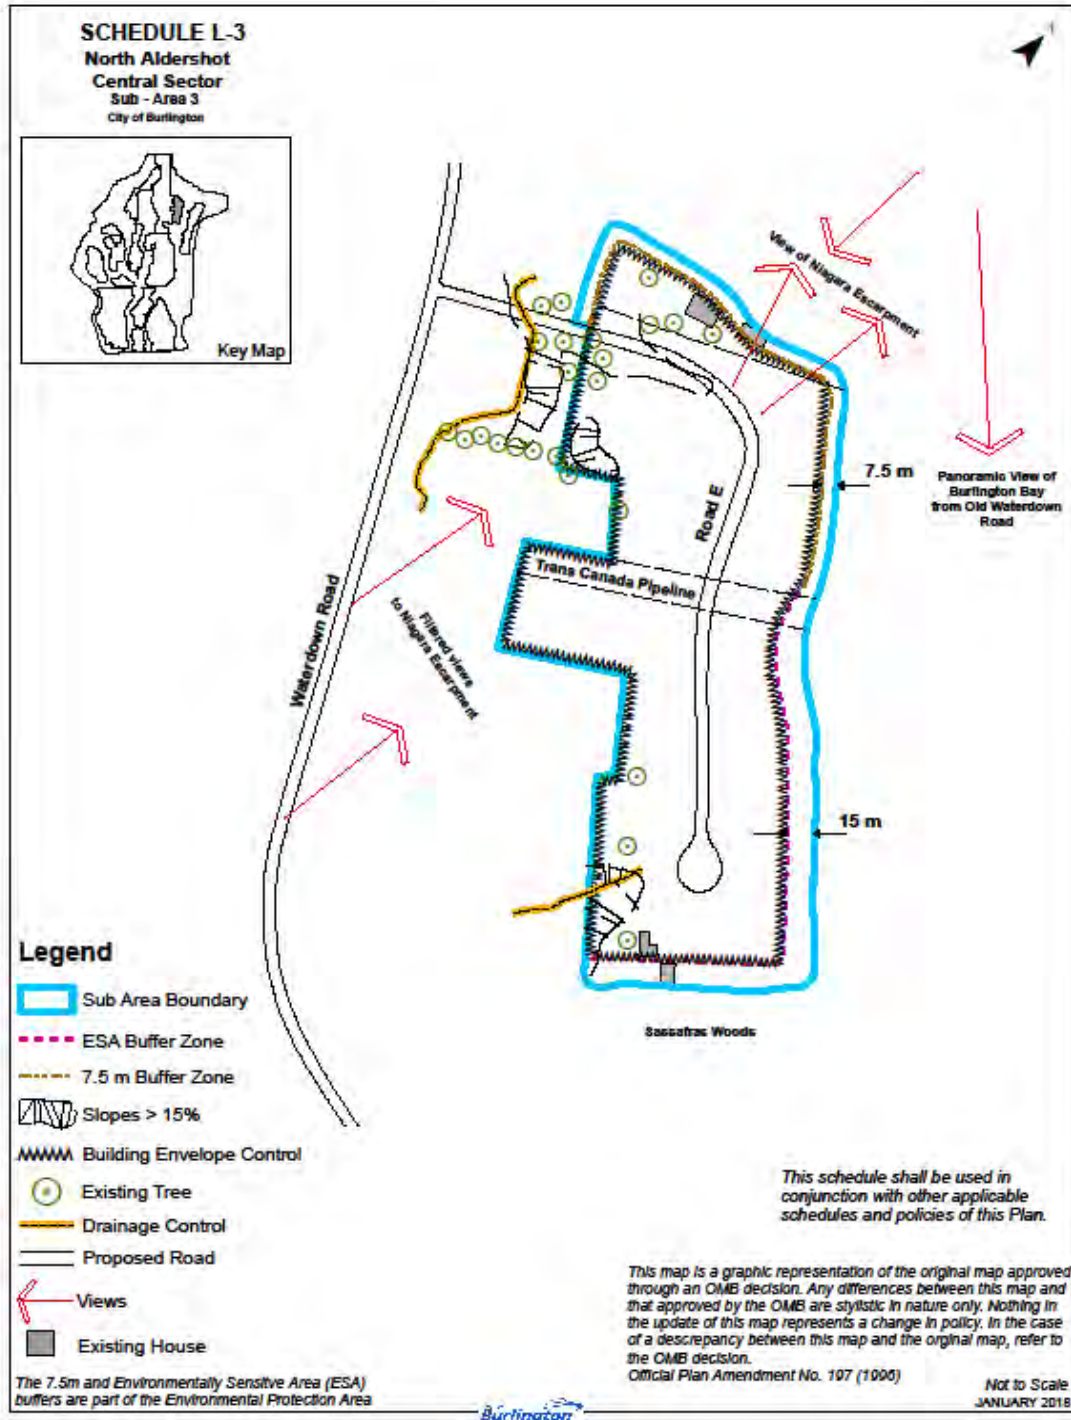 SCHEDULE L-3
North Aldershot
Central Sector
Sub - Area 3
City of Burlington
Key Map
View of Niagara Escarpment
7.5 m
Panoramic View of
Burlington Bay
from Old Waterdown
Road
Road E
Trans Canada Pipeline
Waterdown Road
Filtered views
to Niagara Escarpment
15 m
Sassafras Woods
Legend
Sub Area Boundary
ESA Buffer Zone
7.5 m Buffer Zone
Slopes > 15%
Building Envelope Control
Existing Tree
Drainage Control
Proposed Road
Views
Existing House
The 7.5m and Environmentally Sensitve Area (ESA)
buffers are part of the Environmental Protection Area
This schedule shall be used in
conjunction with other applicable
schedules and policies of this Plan.
This map is a graphic representation of the original map approved
through an OMB decision. Any differences between this map and
that approved by the OMB are stylistic in nature only. Nothing in
the update of this map represents a change in policy. In the case
of a descrepancy between this map and the orginal map, refer to
the OMB decision.
Official Plan Amendment No. 197 (1996)
Not to Scale
JANUARY 2018
Burlington